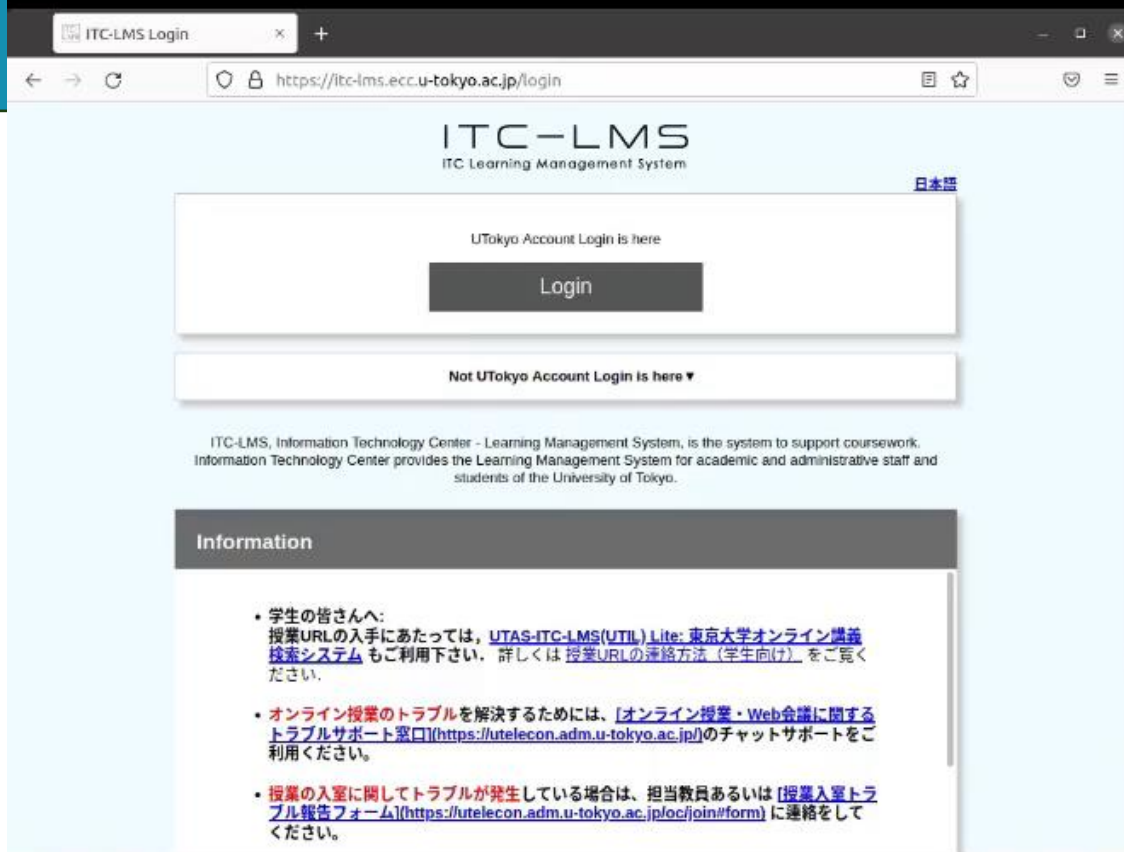 ITC-LMS Login
https://itc-lms.ecc.u-tokyo.ac.jp/login
ITC-LMS
ITC Learning Management System
日本語
UTokyo Account Login is here
Login
Not UTokyo Account Login is here▼
ITC-LMS, Information Technology Center - Learning Management System, is the system to support coursework.
Information Technology Center provides the Learning Management System for academic and administrative staff and
students of the University of Tokyo.
Information
• 学生の皆さんへ:
授業URLの入手にあたっては，UTAS-ITC-LMS(UTIL) Lite: 東京大学オンライン講義
検索システム もご利用下さい． 詳しくは 授業URLの連絡方法（学生向け） をご覧く
ださい.
• オンライン授業のトラブルを解決するためには、[オンライン授業・Web会議に関する
トラブルサポート窓口](https://utelecon.adm.u-tokyo.ac.jp/)のチャットサポートをご
利用ください。
• 授業の入室に関してトラブルが発生している場合は、担当教員あるいは [授業入室トラ
ブル報告フォーム](https://utelecon.adm.u-tokyo.ac.jp/oc/join#form) に連絡をして
ください。